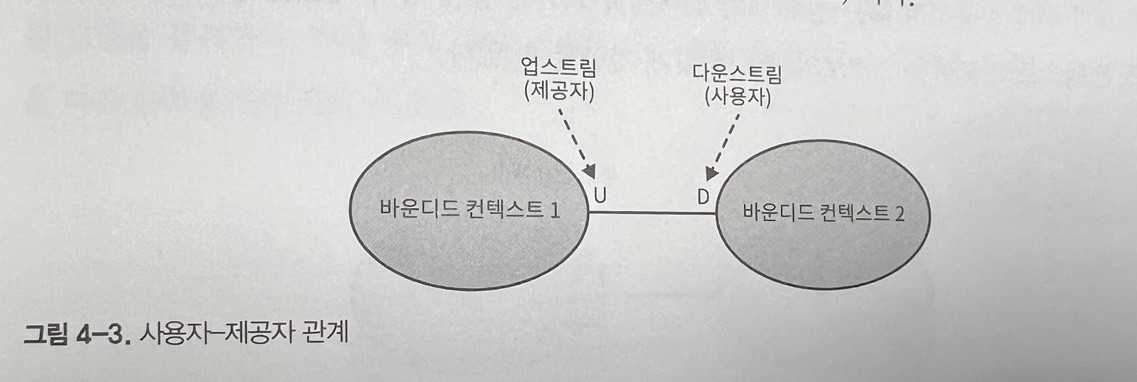 업스트림
(제공자)
다운스트림
(사용자)
U
D
바운디드 컨텍스트 1
바운디드 컨텍스트 2
그림 4-3. 사용자-제공자 관계